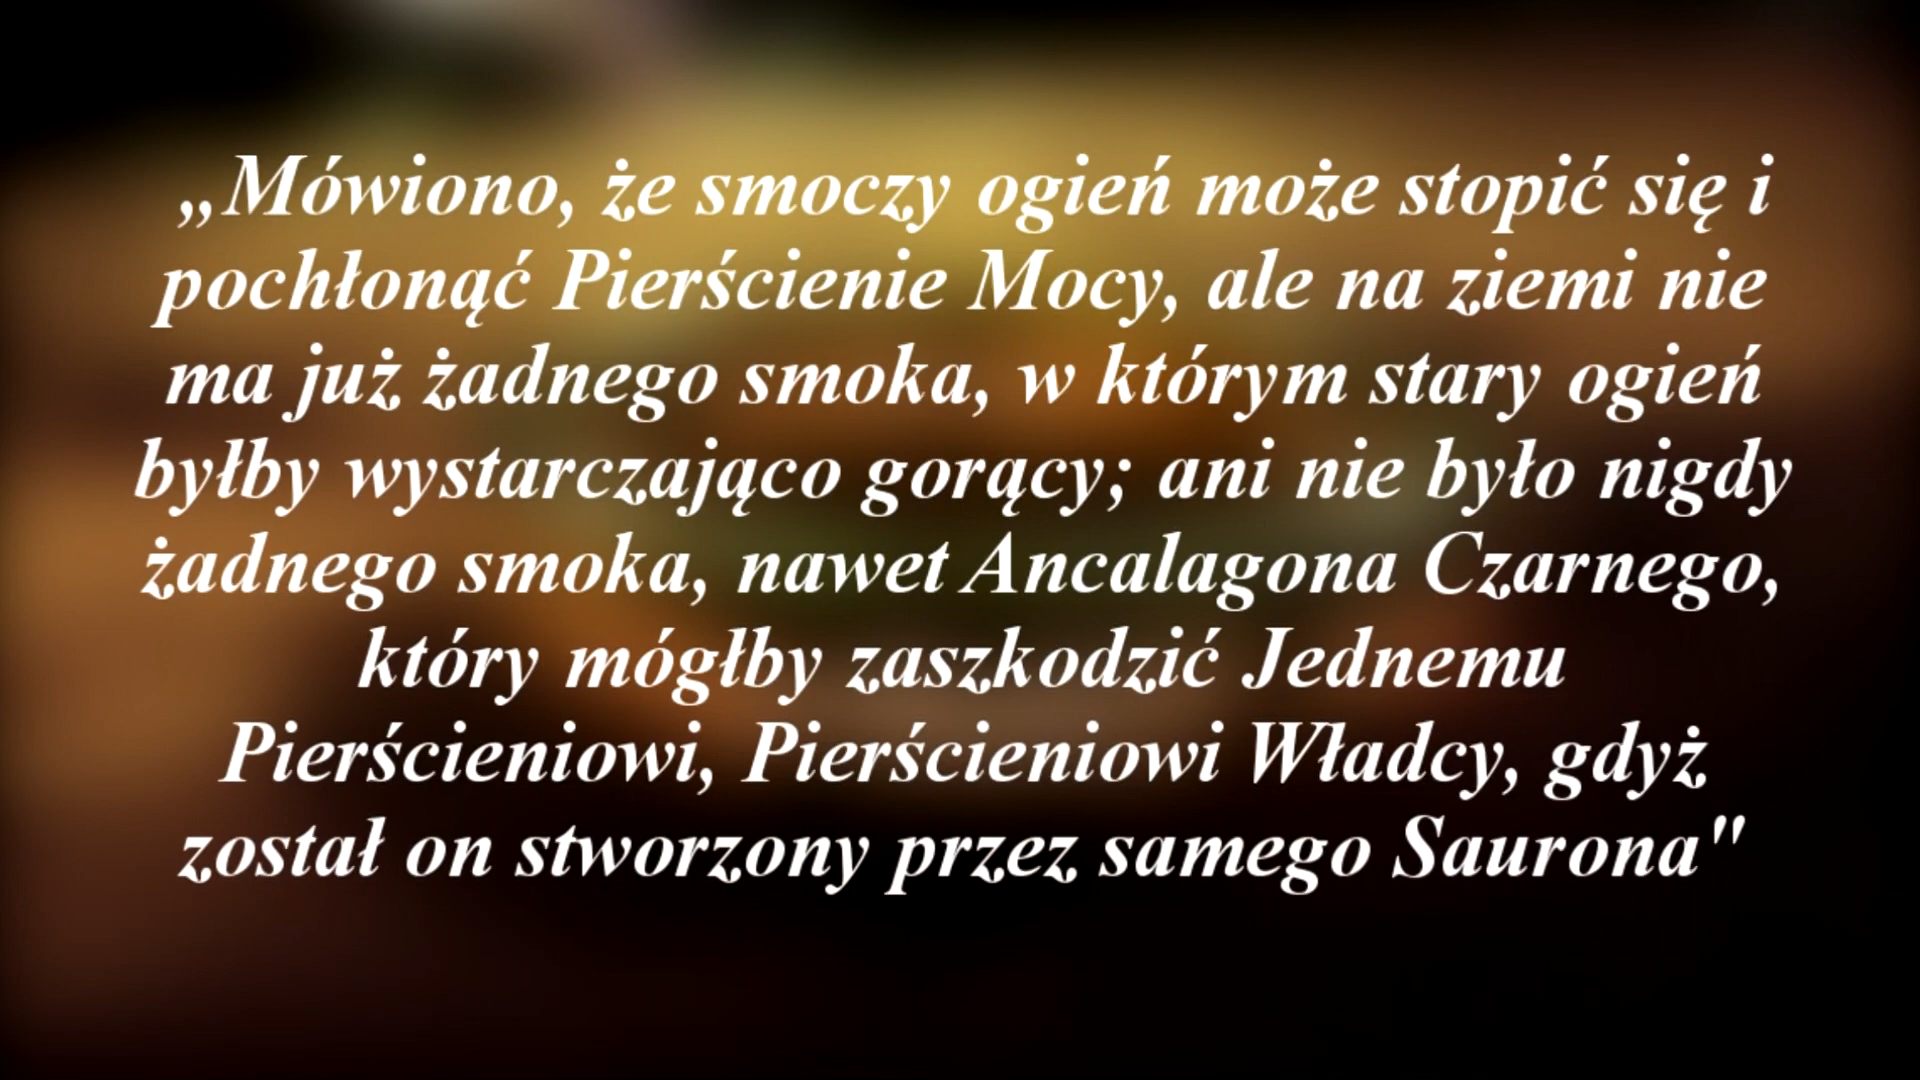 „Mówiono, że smoczy ogień może stopić się i
pochłonąć Pierścienie Mocy, ale na ziemi nie
ma już żadnego smoka, w którym stary ogień
byłby wystarczająco gorący; ani nie było nigdy
żadnego smoka, nawet Ancalagona Czarnego,
który mógłby zaszkodzić Jednemu
Pierścieniowi, Pierścieniowi Władcy, gdyż
został on stworzony przez samego Saurona"